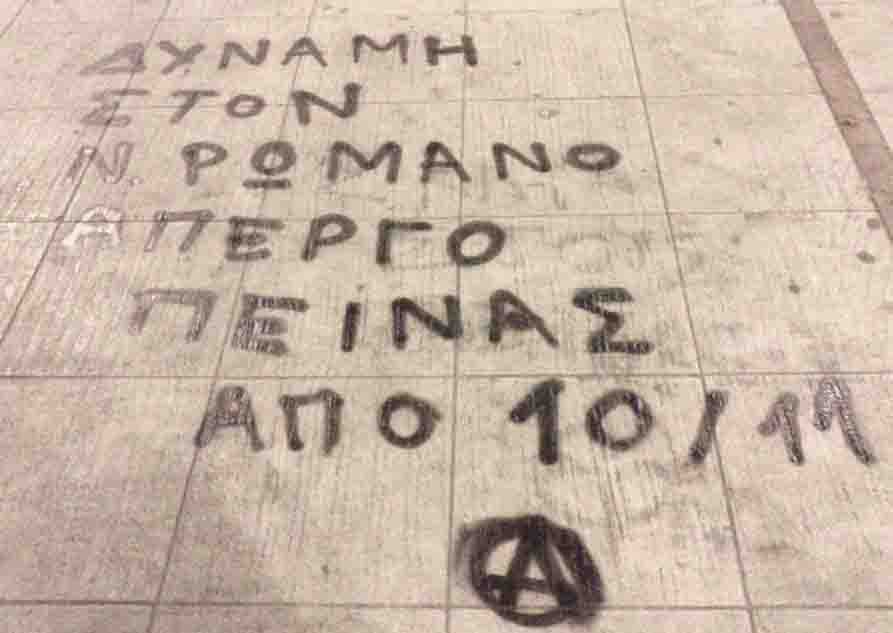 ΔΥΝΑΜΗ
ΣΤΟΝ
Ν. ΡΩΜΑΝΟ
ΑΠΕΡΓΟ
ΠΕΙΝΑΣ
ΑΠΟ 10/11
Ⓐ